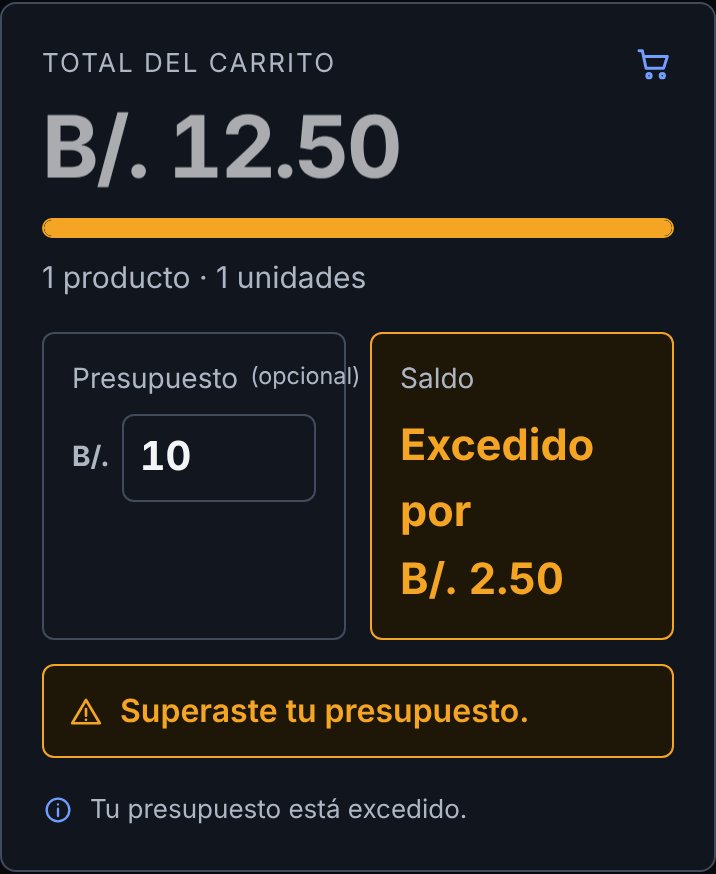 TOTAL DEL CARRITO
B/. 12.50
1 producto · 1 unidades
Presupuesto (opcional)
B/. 10
Saldo
Excedido
por
B/. 2.50
Superaste tu presupuesto.
Tu presupuesto está excedido.